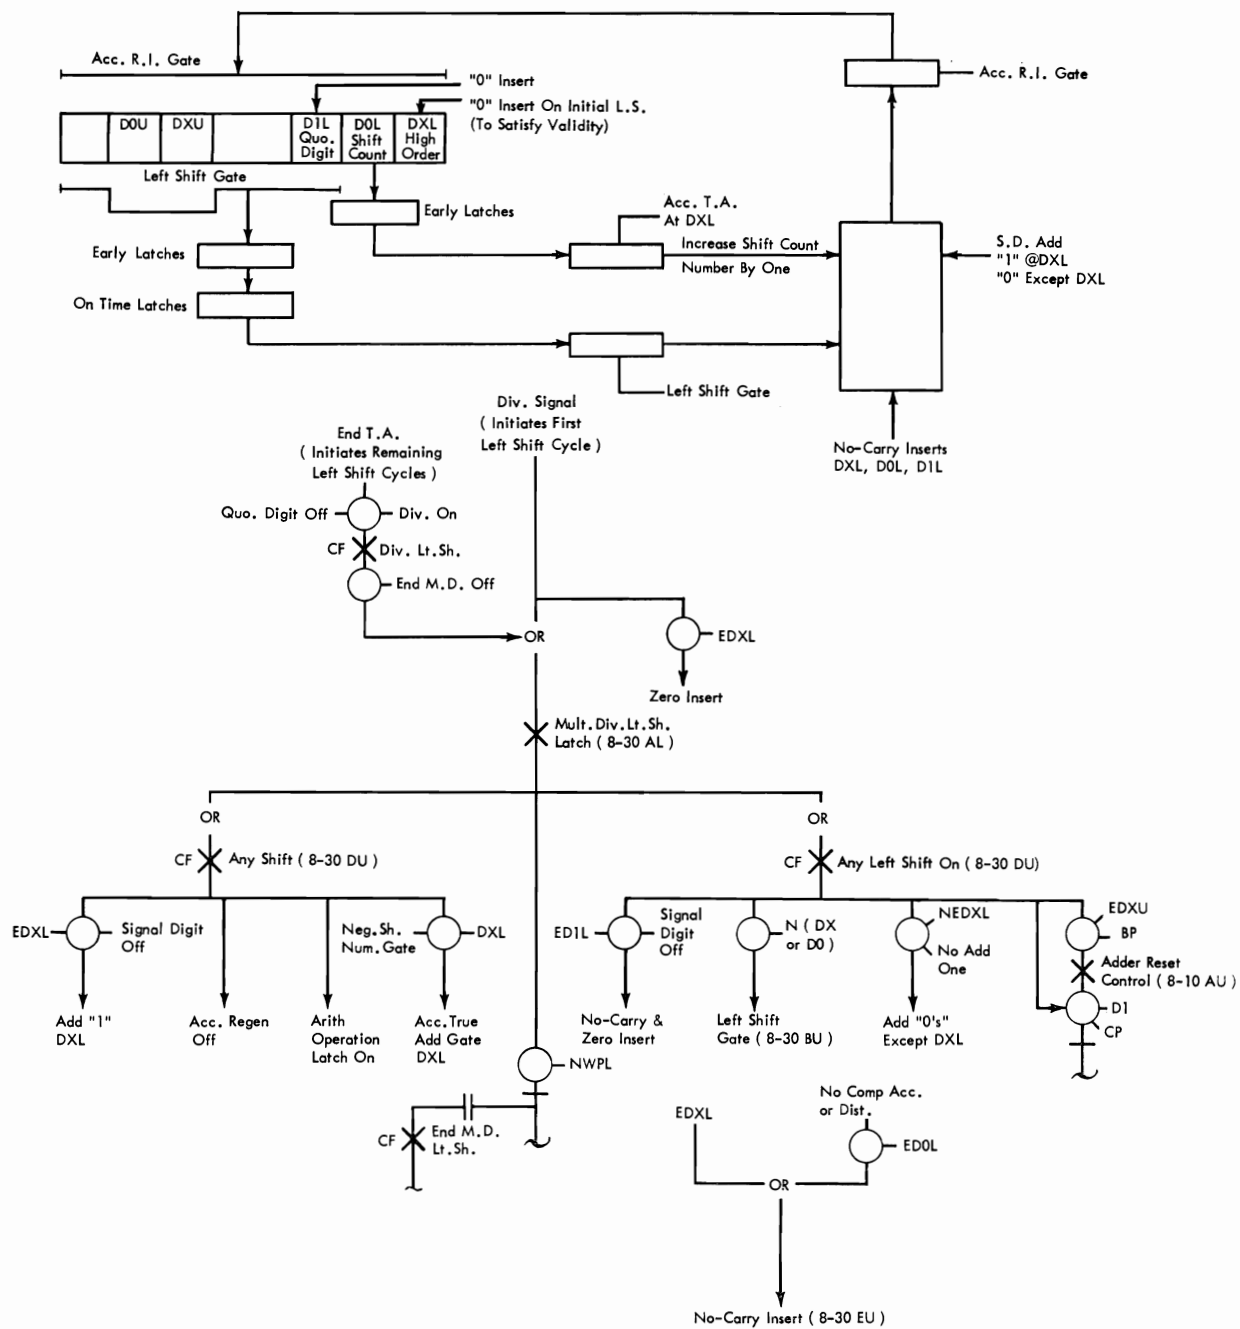 Acc. R.I. Gate
Acc. R.I. Gate
"0" Insert
"0" Insert On Initial L.S.
(To Satisfy Validity)
D0U
DXU
D1L
Quo.
Digit
D0L
Shift
Count
DXL
High
Order
Left Shift Gate
Early Latches
Acc. T.A.
At DXL
Early Latches
Increase Shift Count
Number By One
S.D. Add
"1" @DXL
"0" Except DXL
On Time Latches
Left Shift Gate
No-Carry Inserts
DXL, D0L, D1L
Div. Signal
( Initiates First
Left Shift Cycle )
End T.A.
( Initiates Remaining
Left Shift Cycles )
Quo. Digit Off
Div. On
CF
Div. Lt.Sh.
End M.D. Off
OR
EDXL
Zero Insert
Mult.Div.Lt.Sh.
Latch ( 8-30 AL )
OR
OR
CF
Any Shift ( 8-30 DU )
CF
Any Left Shift On ( 8-30 DU)
EDXL
Signal Digit
Off
Neg.Sh.
Num.Gate
DXL
ED1L
Signal
Digit
Off
N ( DX
or D0 )
NEDXL
No Add
One
EDXU
BP
Adder Reset
Control ( 8-10 AU )
D1
CP
Add "1"
DXL
Acc. Regen
Off
Arith
Operation
Latch On
Acc.True
Add Gate
DXL
No-Carry &
Zero Insert
Left Shift
Gate ( 8-30 BU )
Add "0's"
Except DXL
NWPL
CF
End M.D.
Lt.Sh.
EDXL
No Comp Acc.
or Dist.
ED0L
OR
No-Carry Insert ( 8-30 EU )